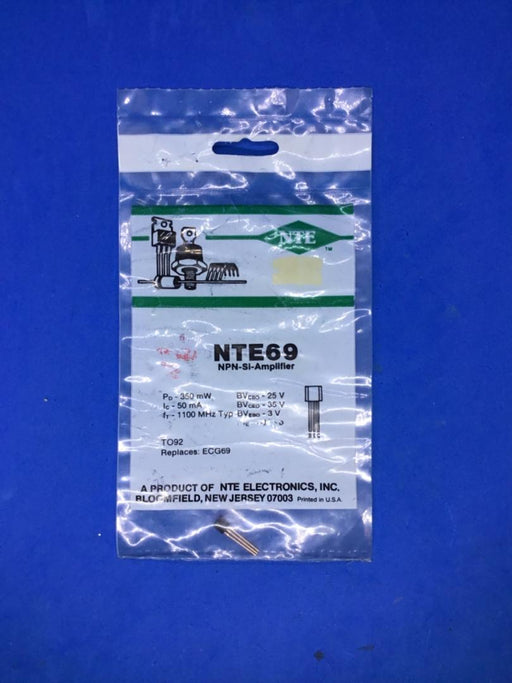 NTE
TM
NTE69
NPN-Si-Amplifier
PD - 350 mW BVCEO - 25 V
IC - 50 mA BVCBO - 35 V
fT - 1100 MHz Typ BVEBO - 3 V
TO92
Replaces: ECG69
A PRODUCT OF NTE ELECTRONICS, INC.
BLOOMFIELD, NEW JERSEY 07003 Printed in U.S.A.